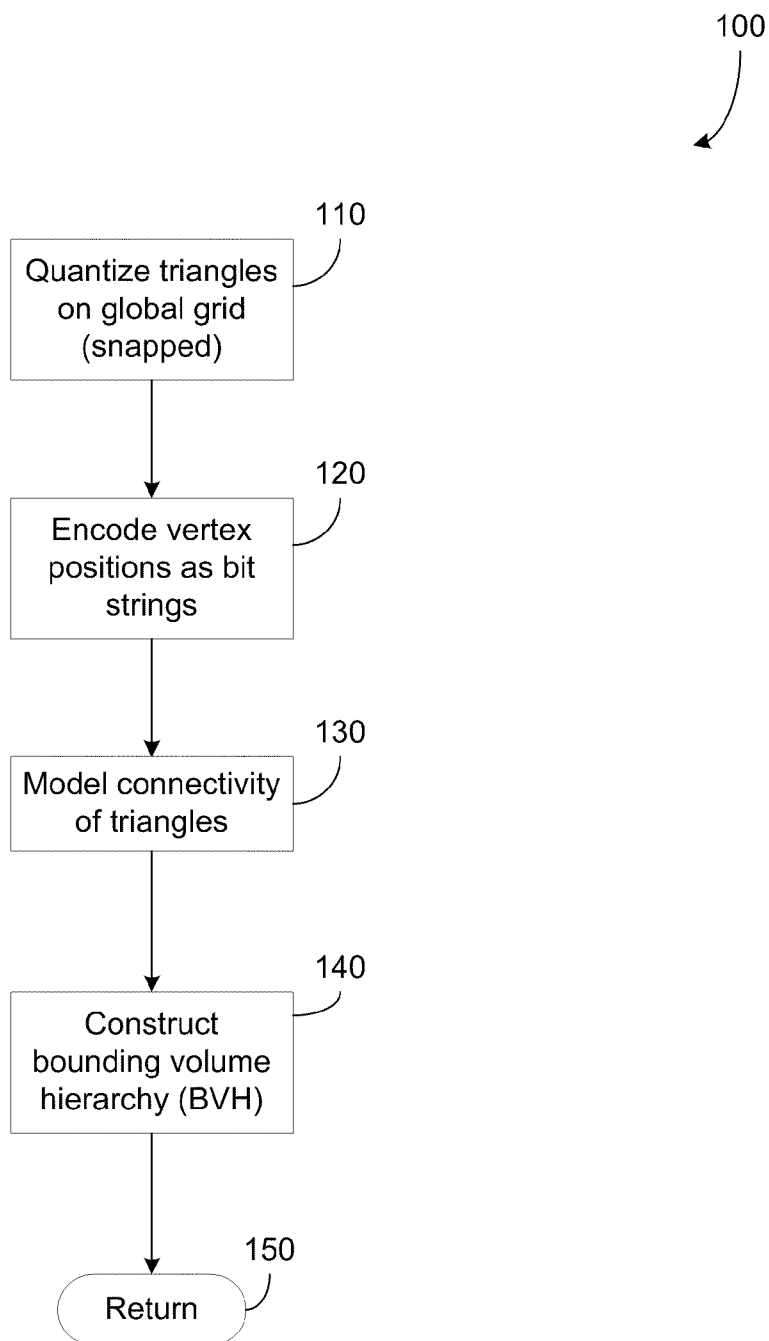 100
110
Quantize triangles
on global grid
(snapped)
120
Encode vertex
positions as bit
strings
130
Model connectivity
of triangles
140
Construct
bounding volume
hierarchy (BVH)
150
Return